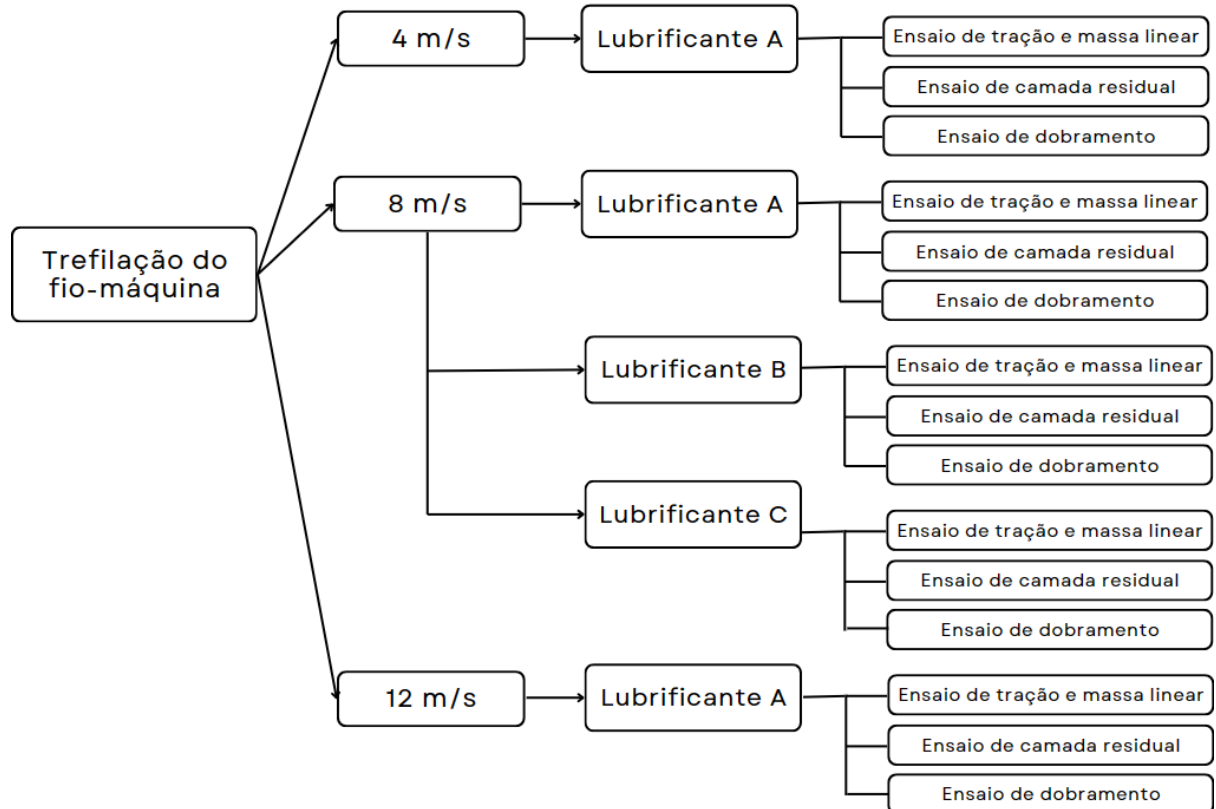 4 m/s
Lubrificante A
Ensaio de tração e massa linear
Ensaio de camada residual
Ensaio de dobramento
8 m/s
Lubrificante A
Ensaio de tração e massa linear
Ensaio de camada residual
Ensaio de dobramento
Trefilação do
fio-máquina
Lubrificante B
Ensaio de tração e massa linear
Ensaio de camada residual
Ensaio de dobramento
Lubrificante C
Ensaio de tração e massa linear
Ensaio de camada residual
Ensaio de dobramento
12 m/s
Lubrificante A
Ensaio de tração e massa linear
Ensaio de camada residual
Ensaio de dobramento